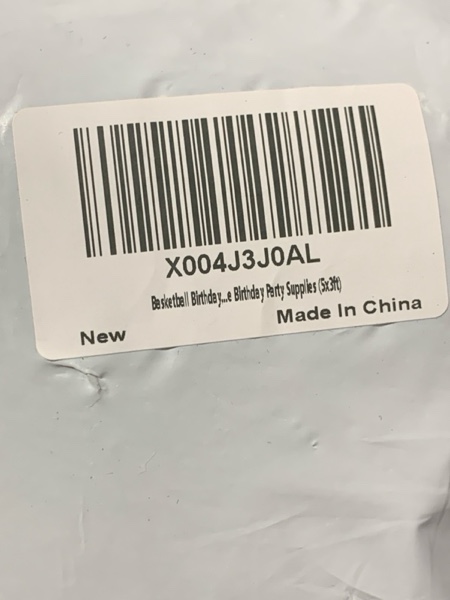 X004J3J0AL
Basketball Birthday...e Birthday Party Supplies (5x3ft)
New
Made In China